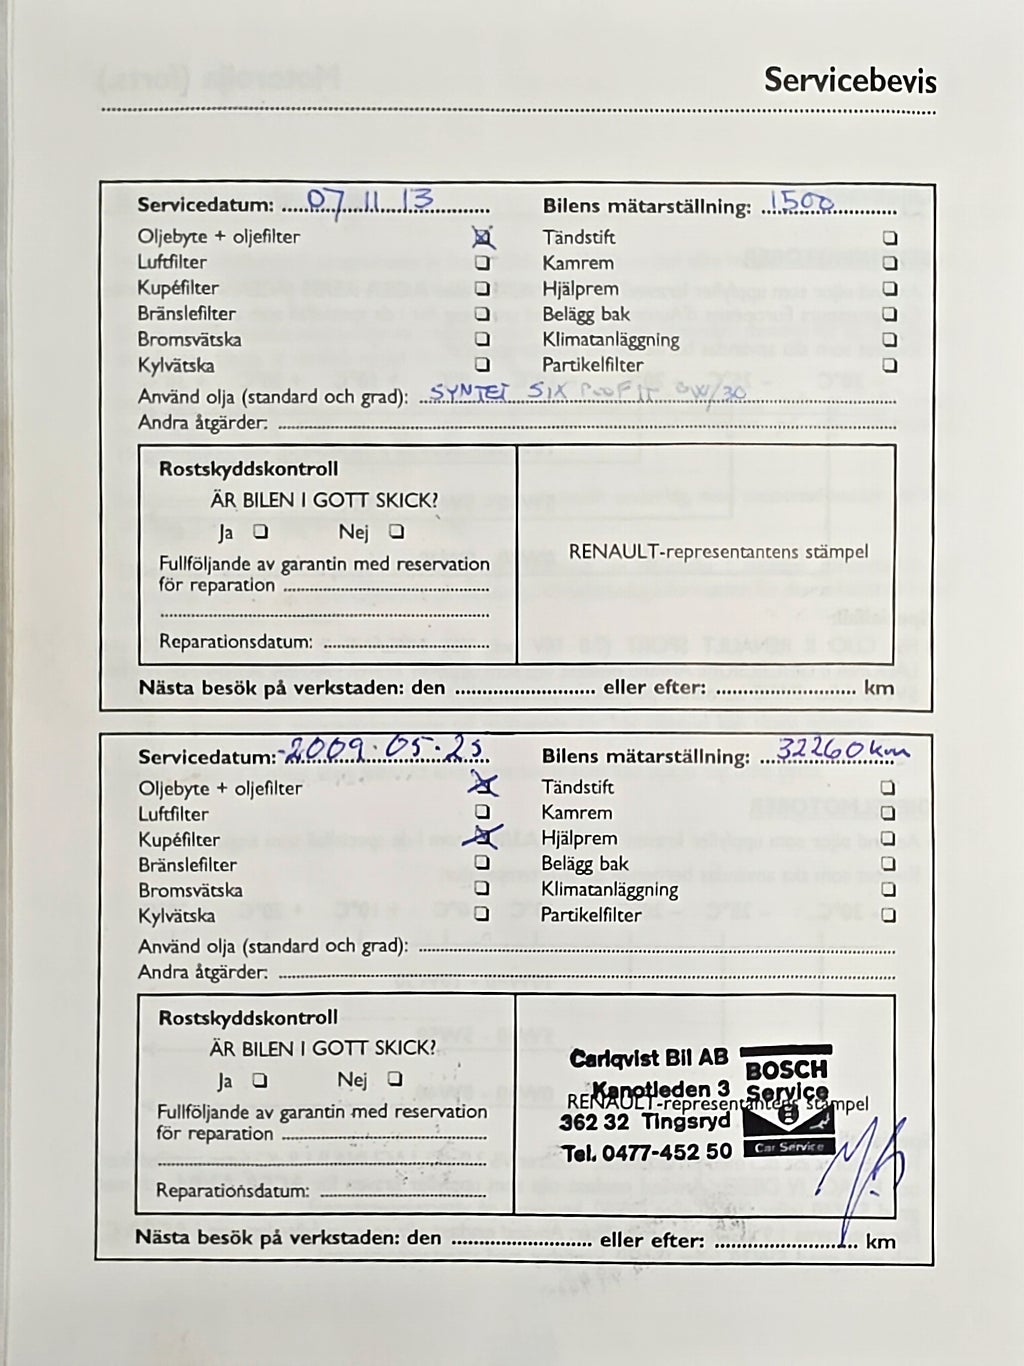 Servicebevis
Servicedatum: 07 11 13 Bilens mätarställning: 1500
Oljebyte + oljefilter ☒ Tändstift ☐
Luftfilter ☐ Kamrem ☐
Kupéfilter ☐ Hjälprem ☐
Bränslefilter ☐ Belägg bak ☐
Bromsvätska ☐ Klimatanläggning ☐
Kylvätska ☐ Partikelfilter ☐
Använd olja (standard och grad): SYNTET SIX W/30
Andra åtgärder:
Rostskyddskontroll
ÄR BILEN I GOTT SKICK?
Ja ☐ Nej ☐
RENAULT-representantens stämpel
Fullföljande av garantin med reservation
för reparation
Reparationsdatum:
Nästa besök på verkstaden: den eller efter: km
Servicedatum: 2009.05.25 Bilens mätarställning: 32260 km
Oljebyte + oljefilter ☒ Tändstift ☐
Luftfilter ☐ Kamrem ☐
Kupéfilter ☒ Hjälprem ☐
Bränslefilter ☐ Belägg bak ☐
Bromsvätska ☐ Klimatanläggning ☐
Kylvätska ☐ Partikelfilter ☐
Använd olja (standard och grad):
Andra åtgärder:
Rostskyddskontroll
ÄR BILEN I GOTT SKICK?
Ja ☐ Nej ☐
Fullföljande av garantin med reservation
för reparation
Reparationsdatum:
Carlqvist Bil AB
Kanotleden 3
RENAULT-representantens stämpel
362 32 Tingsryd
Tel. 0477-452 50
BOSCH
Service
Car Service
Nästa besök på verkstaden: den eller efter: km